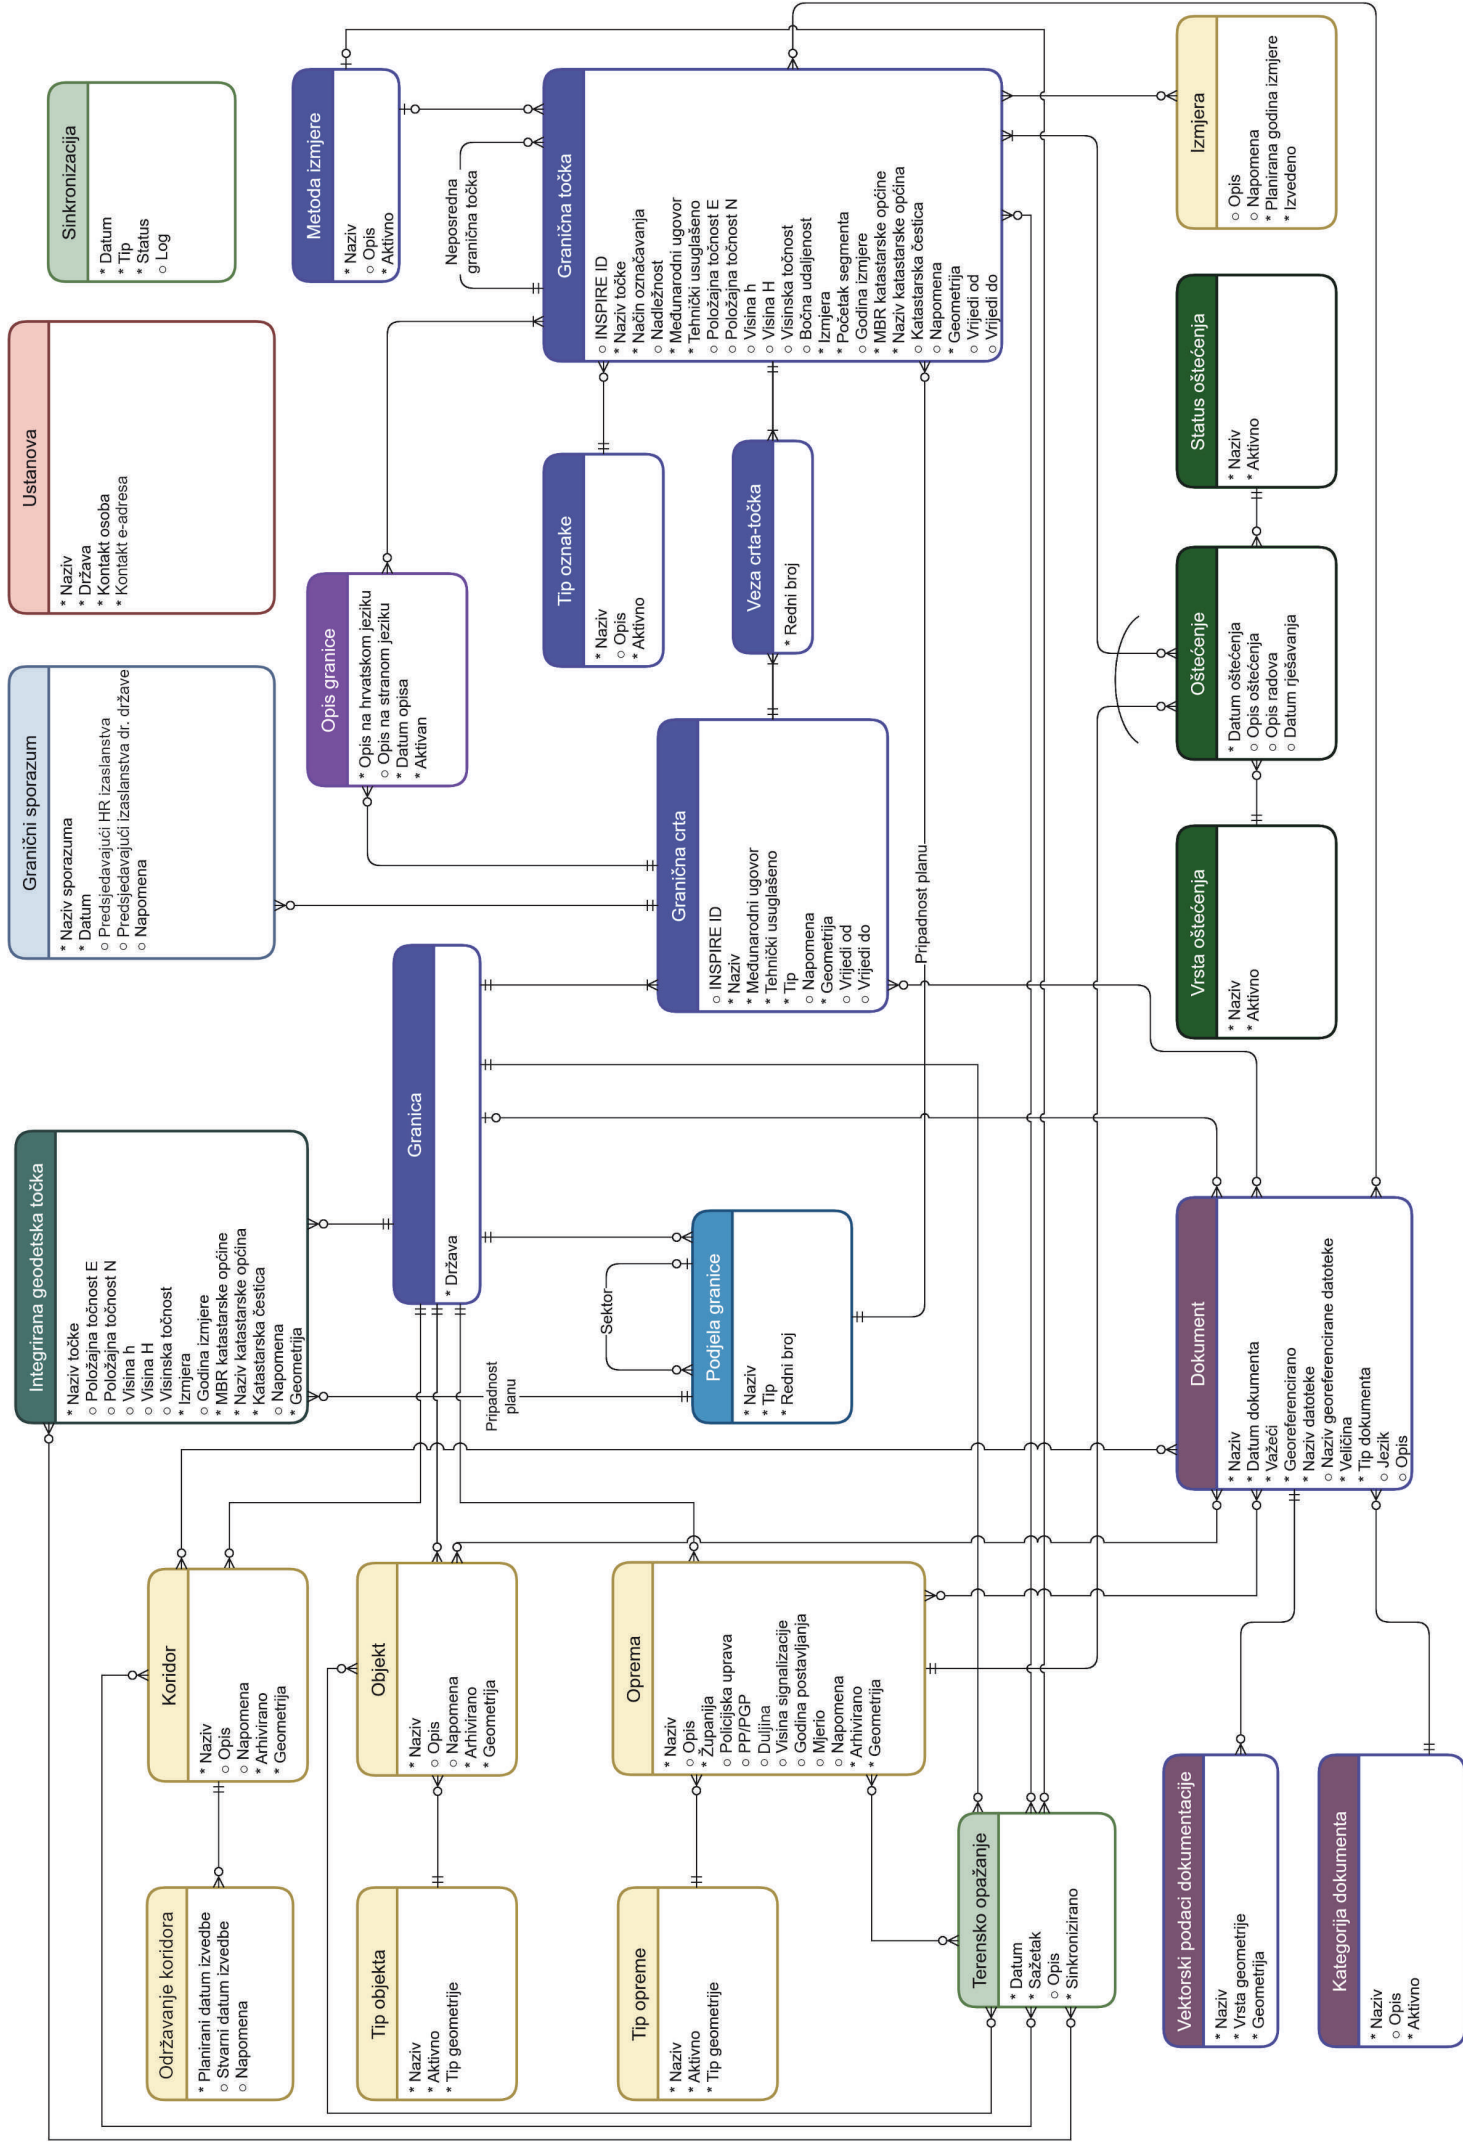 Integrirana geodetska točka
* Naziv točke
○ Položajna točnost E
○ Položajna točnost N
○ Visina h
○ Visina H
○ Visinska točnost
* Izmjera
○ Godina izmjere
* MBR katastarske općine
* Naziv katastarske općina
* Katastarska čestica
○ Napomena
* Geometrija
Granični sporazum
* Naziv sporazuma
* Datum
○ Predsjedavajući HR izaslanstva
○ Predsjedavajući izaslanstva dr. države
○ Napomena
Ustanova
* Naziv
* Država
* Kontakt osoba
* Kontakt e-adresa
Sinkronizacija
* Datum
* Tip
* Status
○ Log
Održavanje koridora
* Planirani datum izvedbe
○ Stvarni datum izvedbe
○ Napomena
Koridor
* Naziv
○ Opis
○ Napomena
* Arhivirano
* Geometrija
Opis granice
* Opis na hrvatskom jeziku
○ Opis na stranom jeziku
* Datum opisa
* Aktivan
Metoda izmjere
* Naziv
○ Opis
* Aktivno
Tip objekta
* Naziv
* Aktivno
* Tip geometrije
Objekt
* Naziv
○ Opis
○ Napomena
* Arhivirano
* Geometrija
Granica
* Država
Pripadnost
planu
Neposredna
granična točka
Tip oznake
* Naziv
○ Opis
* Aktivno
Granična točka
○ INSPIRE ID
* Naziv točke
* Način označavanja
○ Nadležnost
* Međunarodni ugovor
* Tehnički usuglašeno
○ Položajna točnost E
○ Položajna točnost N
○ Visina h
○ Visina H
○ Visinska točnost
○ Bočna udaljenost
* Izmjera
* Početak segmenta
○ Godina izmjere
* MBR katastarske općine
* Naziv katastarske općina
○ Katastarska čestica
○ Napomena
* Geometrija
○ Vrijedi od
○ Vrijedi do
Tip opreme
* Naziv
* Aktivno
* Tip geometrije
Oprema
* Naziv
○ Opis
* Županija
○ Policijska uprava
○ PP/PGP
○ Duljina
○ Visina signalizacije
○ Godina postavljanja
○ Mjerio
○ Napomena
* Arhivirano
* Geometrija
Sektor
Podjela granice
* Naziv
* Tip
* Redni broj
Granična crta
○ INSPIRE ID
* Naziv
* Međunarodni ugovor
* Tehnički usuglašeno
* Tip
○ Napomena
* Geometrija
○ Vrijedi od
○ Vrijedi do
Veza crta-točka
* Redni broj
Pripadnost planu
Terensko opažanje
* Datum
* Sažetak
○ Opis
* Sinkronizirano
Vektorski podaci dokumentacije
* Naziv
* Vrsta geometrije
* Geometrija
Dokument
* Naziv
* Datum dokumenta
* Važeći
* Georeferencirano
* Naziv datoteke
○ Naziv georeferencirane datoteke
* Veličina
* Tip dokumenta
○ Jezik
○ Opis
Vrsta oštećenja
* Naziv
* Aktivno
Oštećenje
* Datum oštećenja
○ Opis oštećenja
○ Opis radova
○ Datum rješavanja
Status oštećenja
* Naziv
* Aktivno
Izmjera
○ Opis
○ Napomena
* Planirana godina izmjere
* Izvedeno
Kategorija dokumenta
* Naziv
○ Opis
* Aktivno